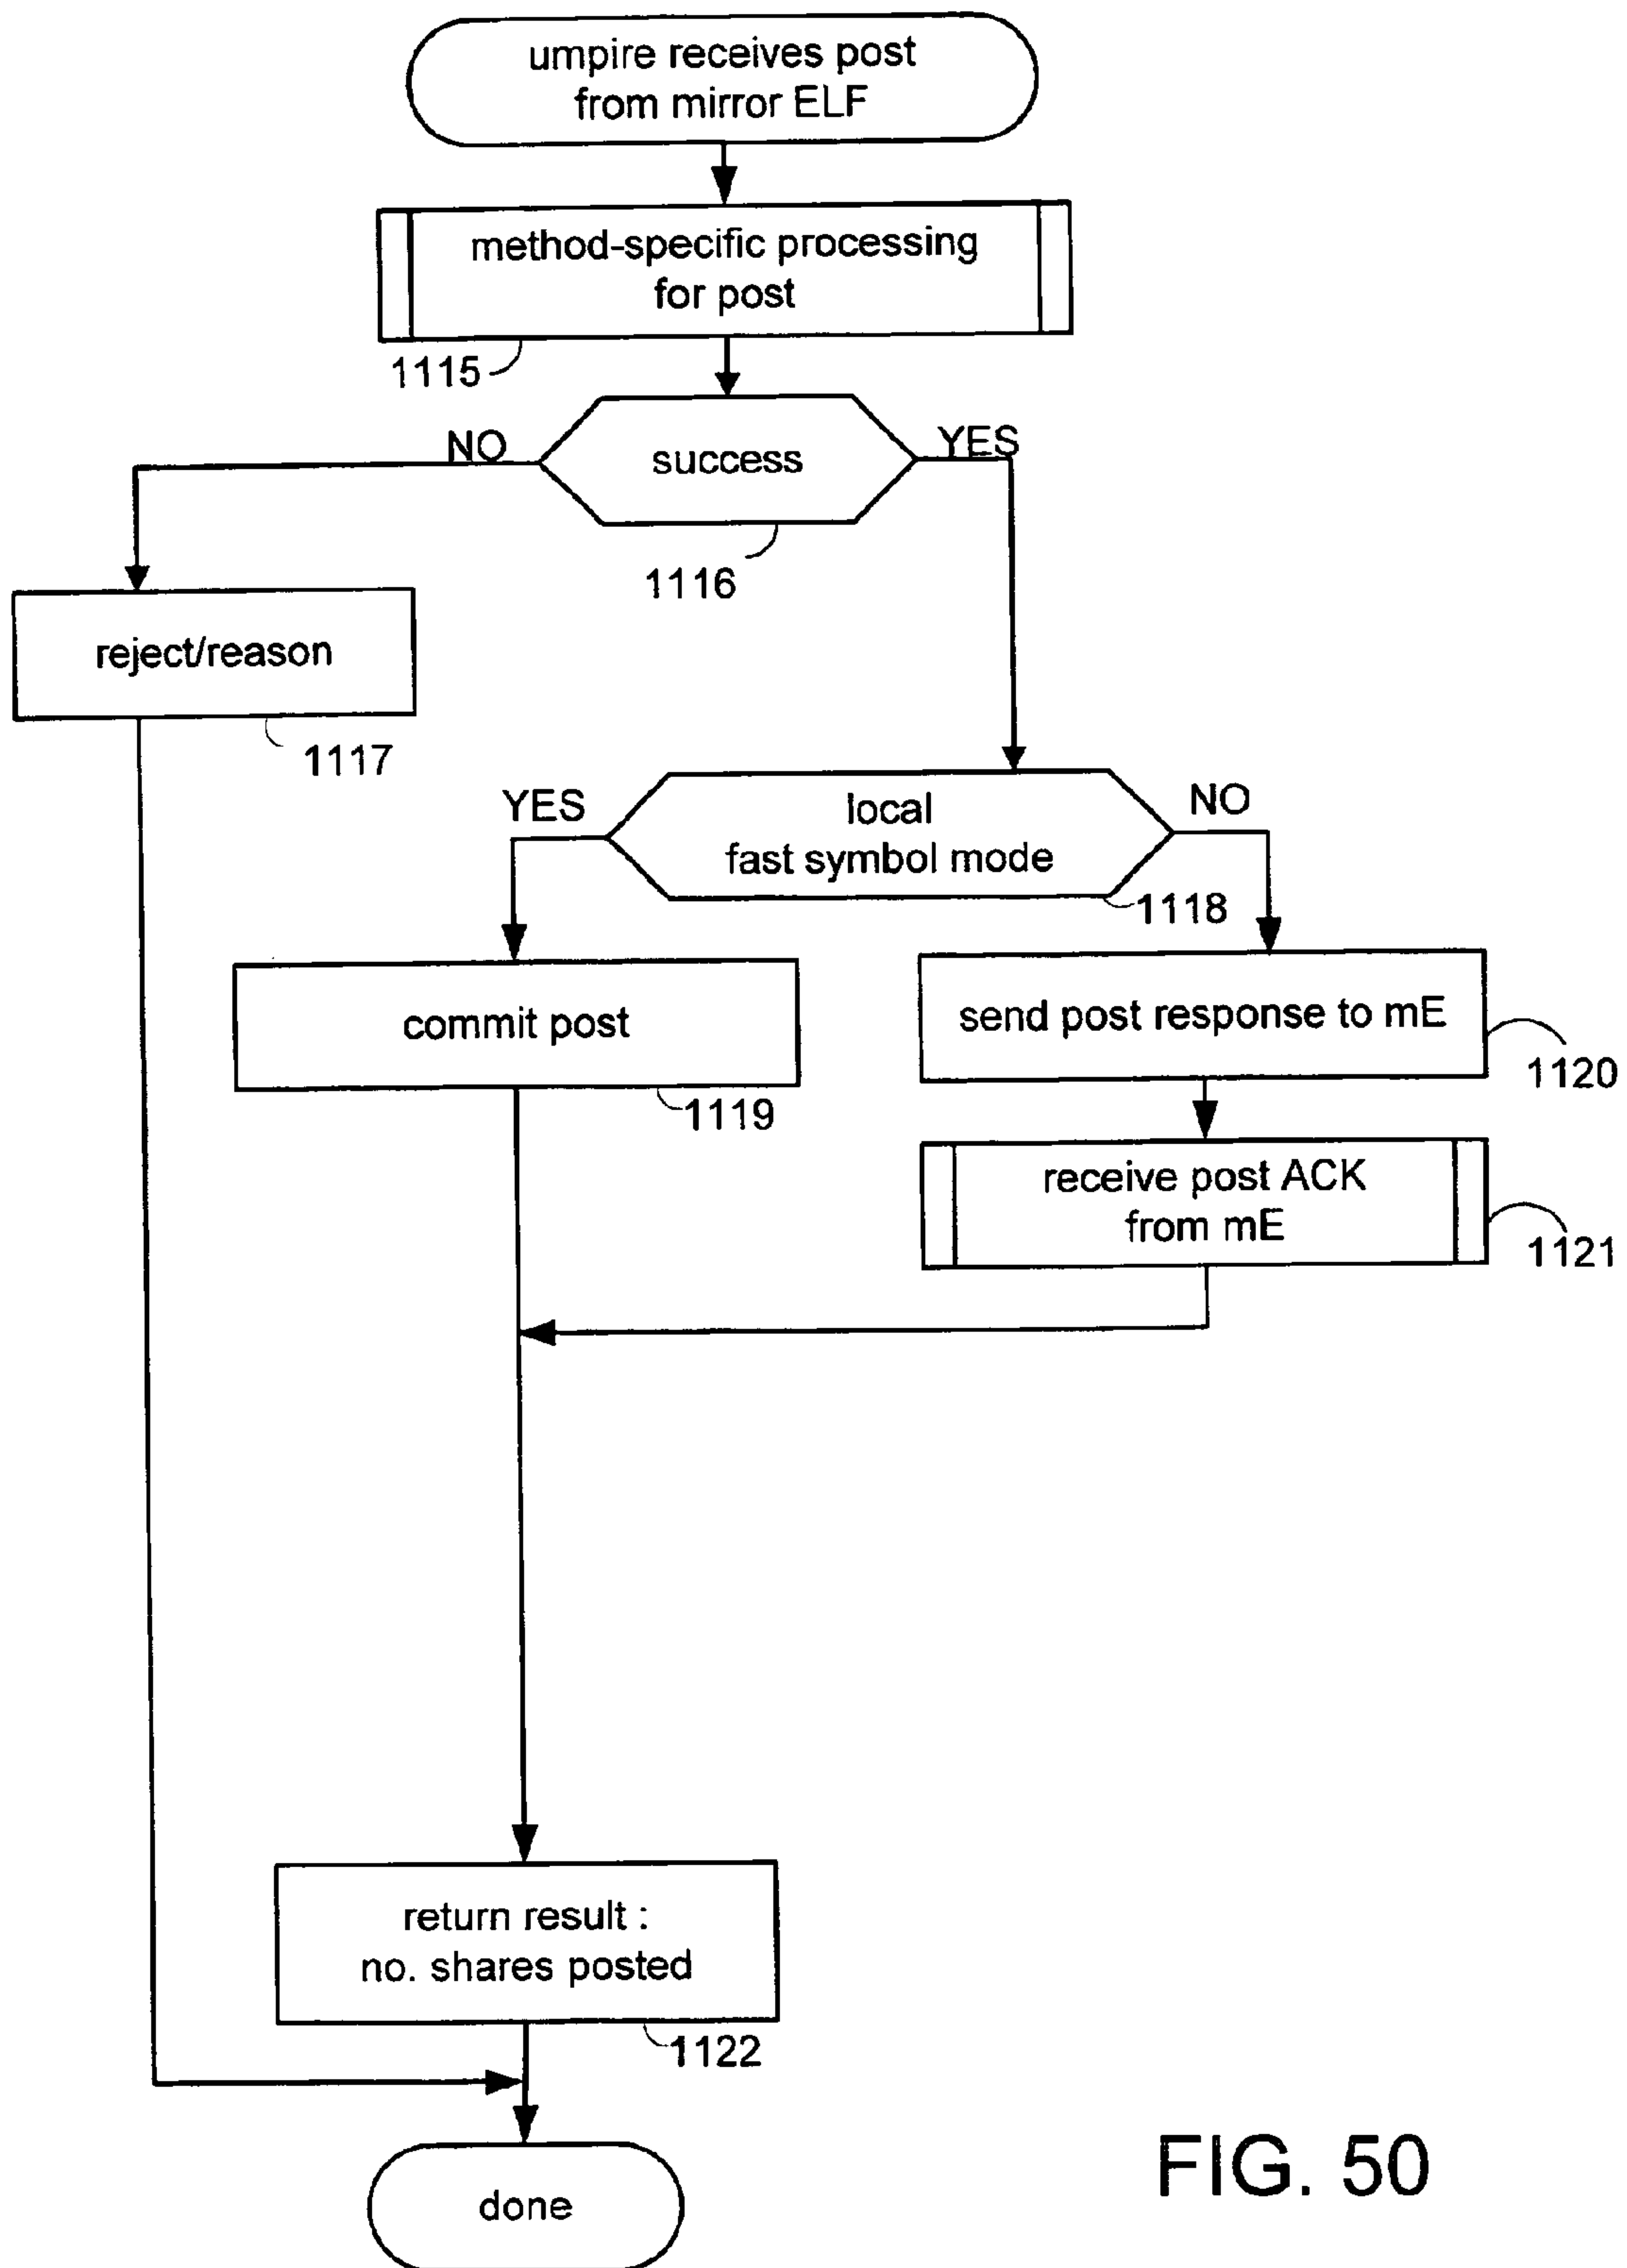 umpire receives post
from mirror ELF
method-specific processing
for post
1115
NO
YES
success
1116
reject/reason
1117
YES
local
fast symbol mode
NO
1118
commit post
1119
send post response to mE
1120
receive post ACK
from mE
1121
return result :
no. shares posted
1122
done
FIG. 50